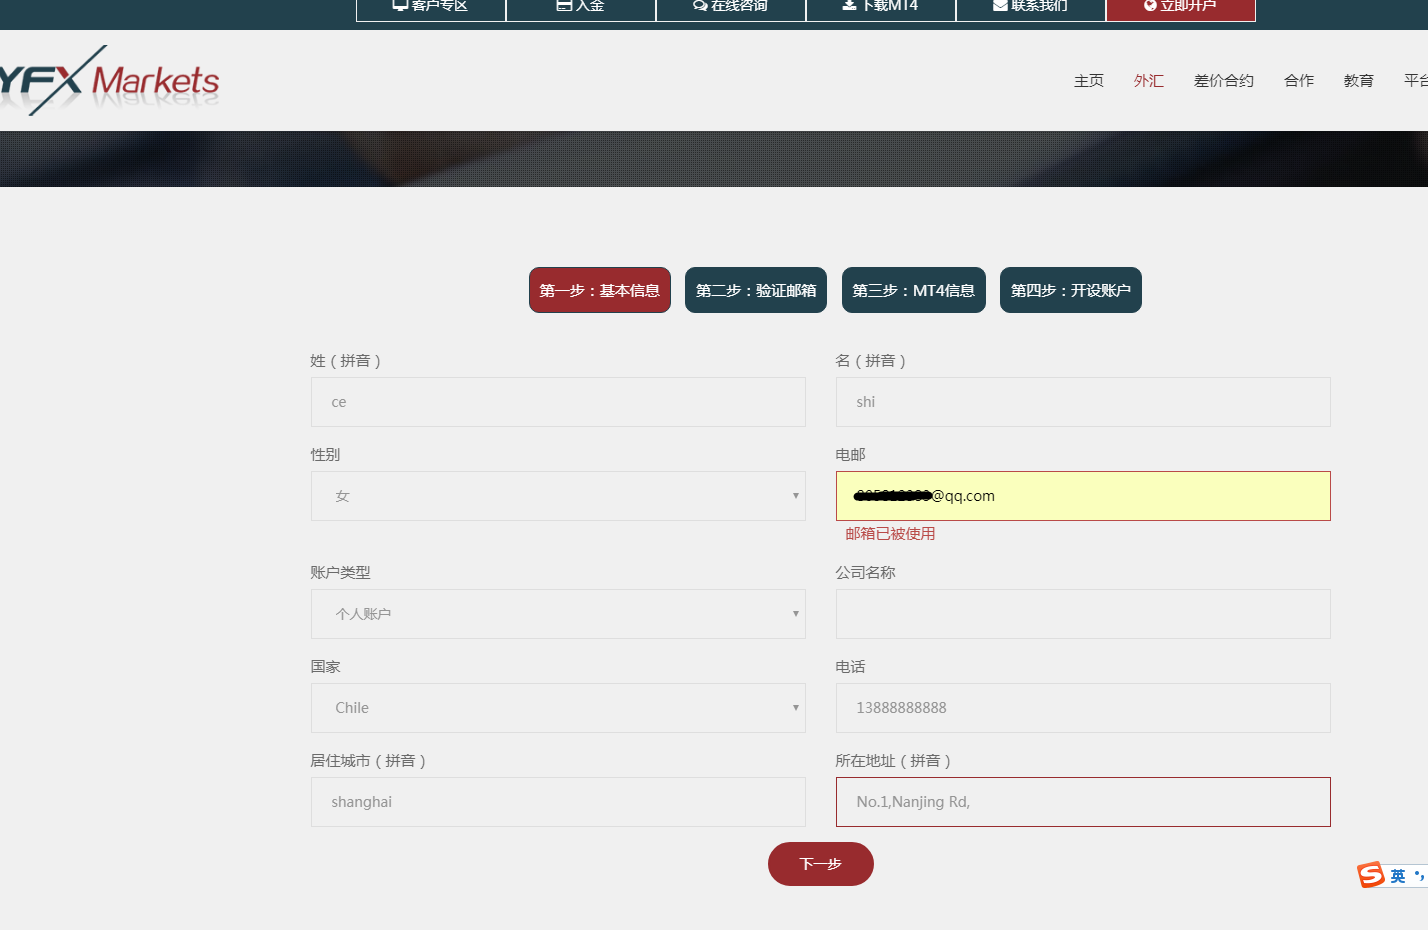 客户专区
入金
在线咨询
下载MT4
联系我们
立即开户
YFX Markets
主页
外汇
差价合约
合作
教育
平台
第一步：基本信息
第二步：验证邮箱
第三步：MT4信息
第四步：开设账户
姓（拼音）
名（拼音）
ce
shi
性别
电邮
女
@qq.com
邮箱已被使用
账户类型
公司名称
个人账户
国家
电话
Chile
13888888888
居住城市（拼音）
所在地址（拼音）
shanghai
No.1,Nanjing Rd,
下一步
英